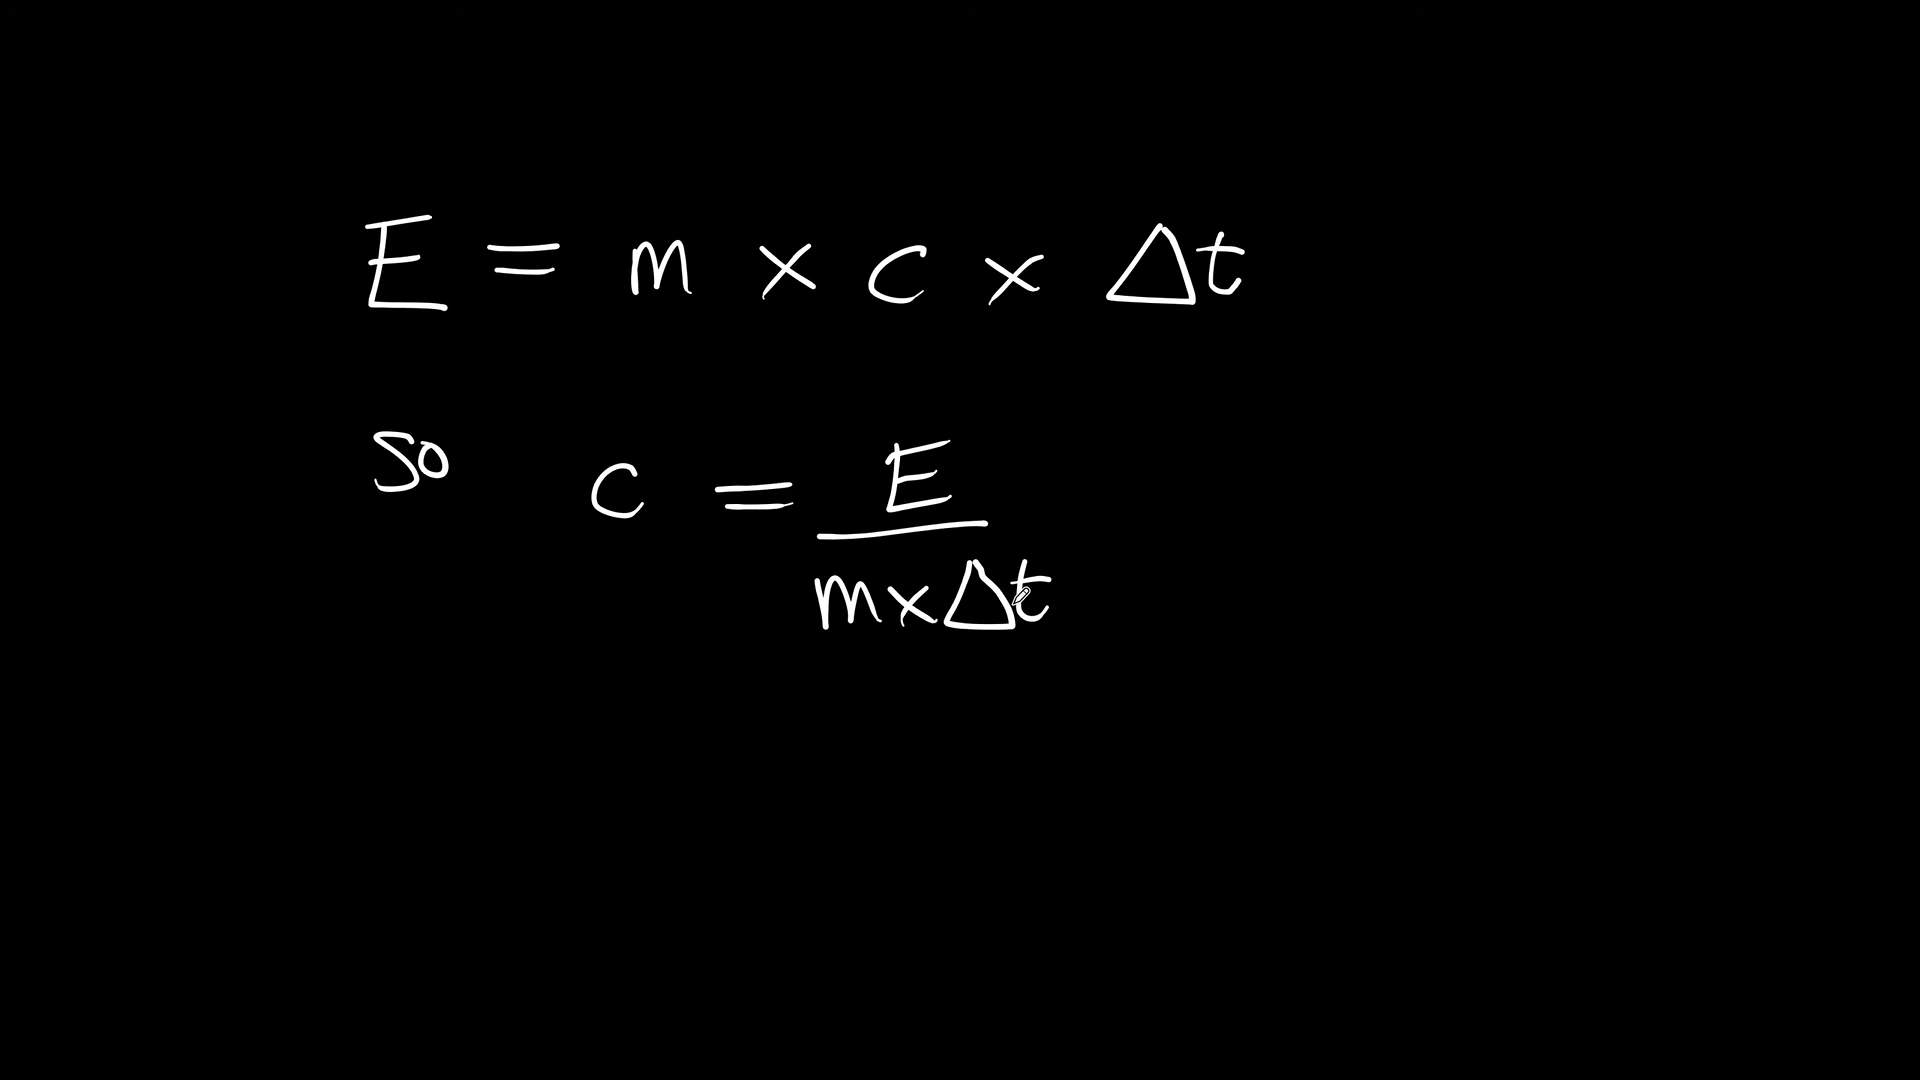 E = m × c × Δt
so c = E
m×Δt